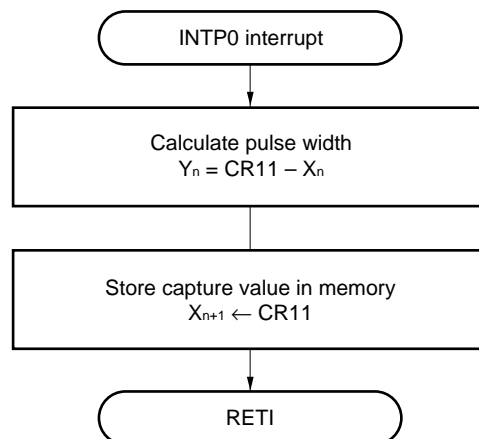 INTP0 interrupt
Calculate pulse width
Yn = CR11 – Xn
Store capture value in memory
Xn+1 ← CR11
RETI